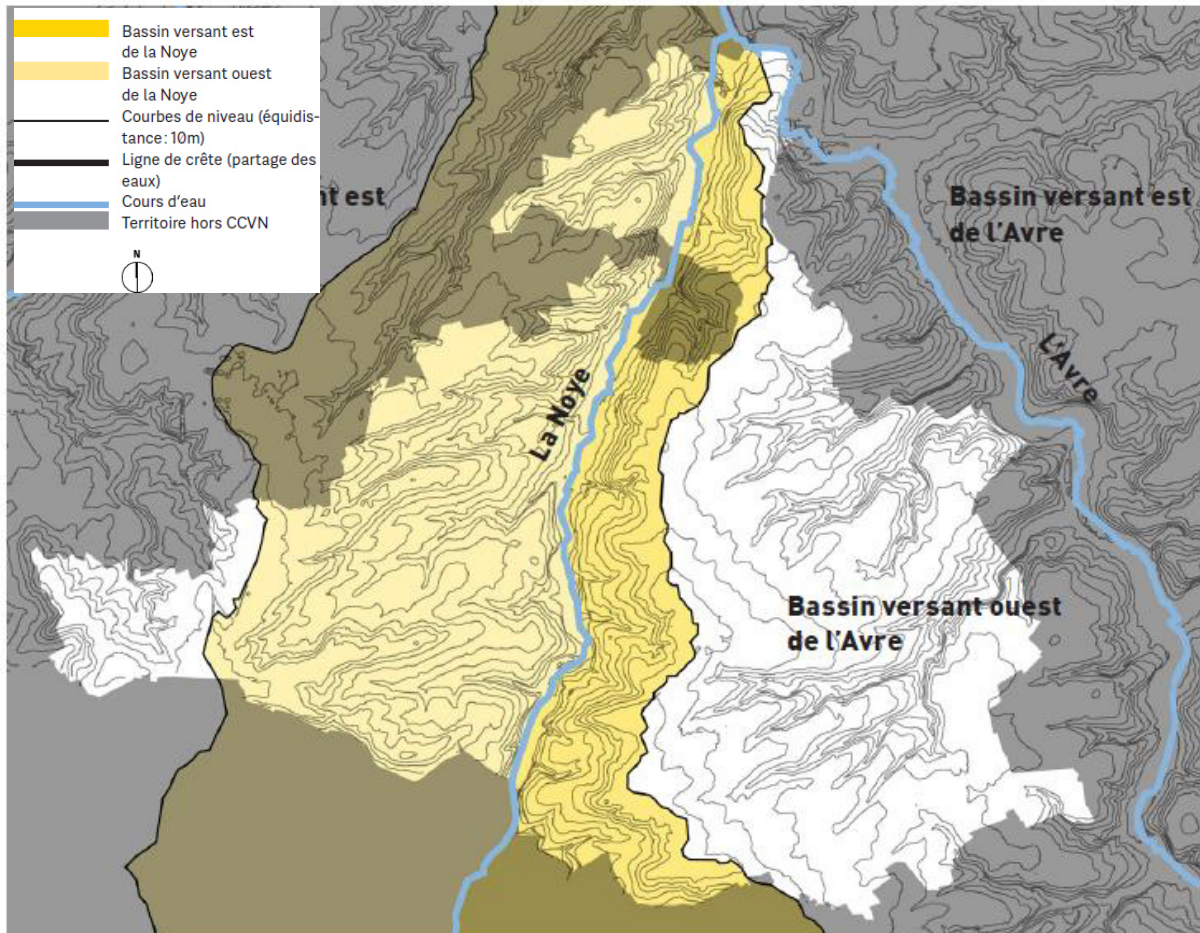 Bassin versant est
de la Noye
Bassin versant ouest
de la Noye
Courbes de niveau (équidis-
tance: 10m)
Ligne de crête (partage des
eaux)
Cours d'eau
Territoire hors CCVN
N
nt est
Bassin versant est
de l'Avre
L'Avre
La Noye
Bassin versant ouest
de l'Avre